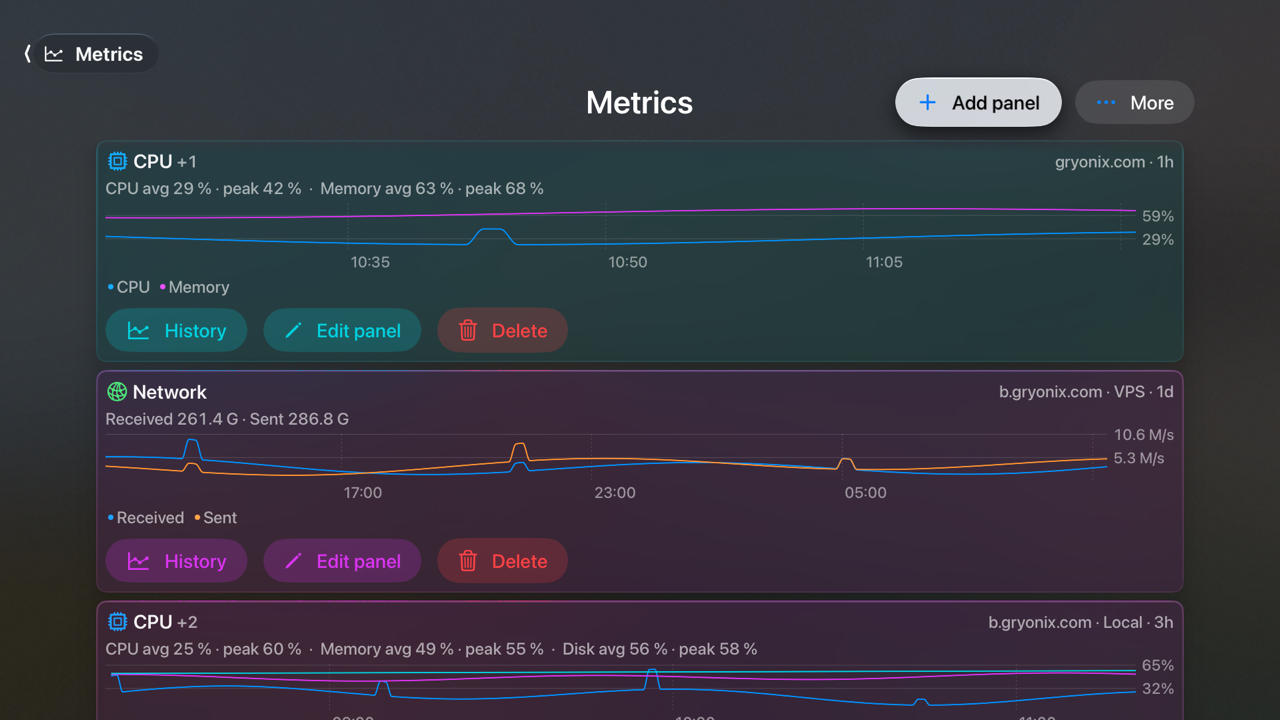 Metrics
Metrics
Add panel
More
CPU +1
gryonix.com · 1h
CPU avg 29 % · peak 42 % · Memory avg 63 % · peak 68 %
59%
29%
10:35 10:50 11:05
CPU Memory
History Edit panel Delete
Network
b.gryonix.com · VPS · 1d
Received 261.4 G · Sent 286.8 G
10.6 M/s
5.3 M/s
17:00 23:00 05:00
Received Sent
History Edit panel Delete
CPU +2
b.gryonix.com · Local · 3h
CPU avg 25 % · peak 60 % · Memory avg 49 % · peak 55 % · Disk avg 56 % · peak 58 %
65%
32%